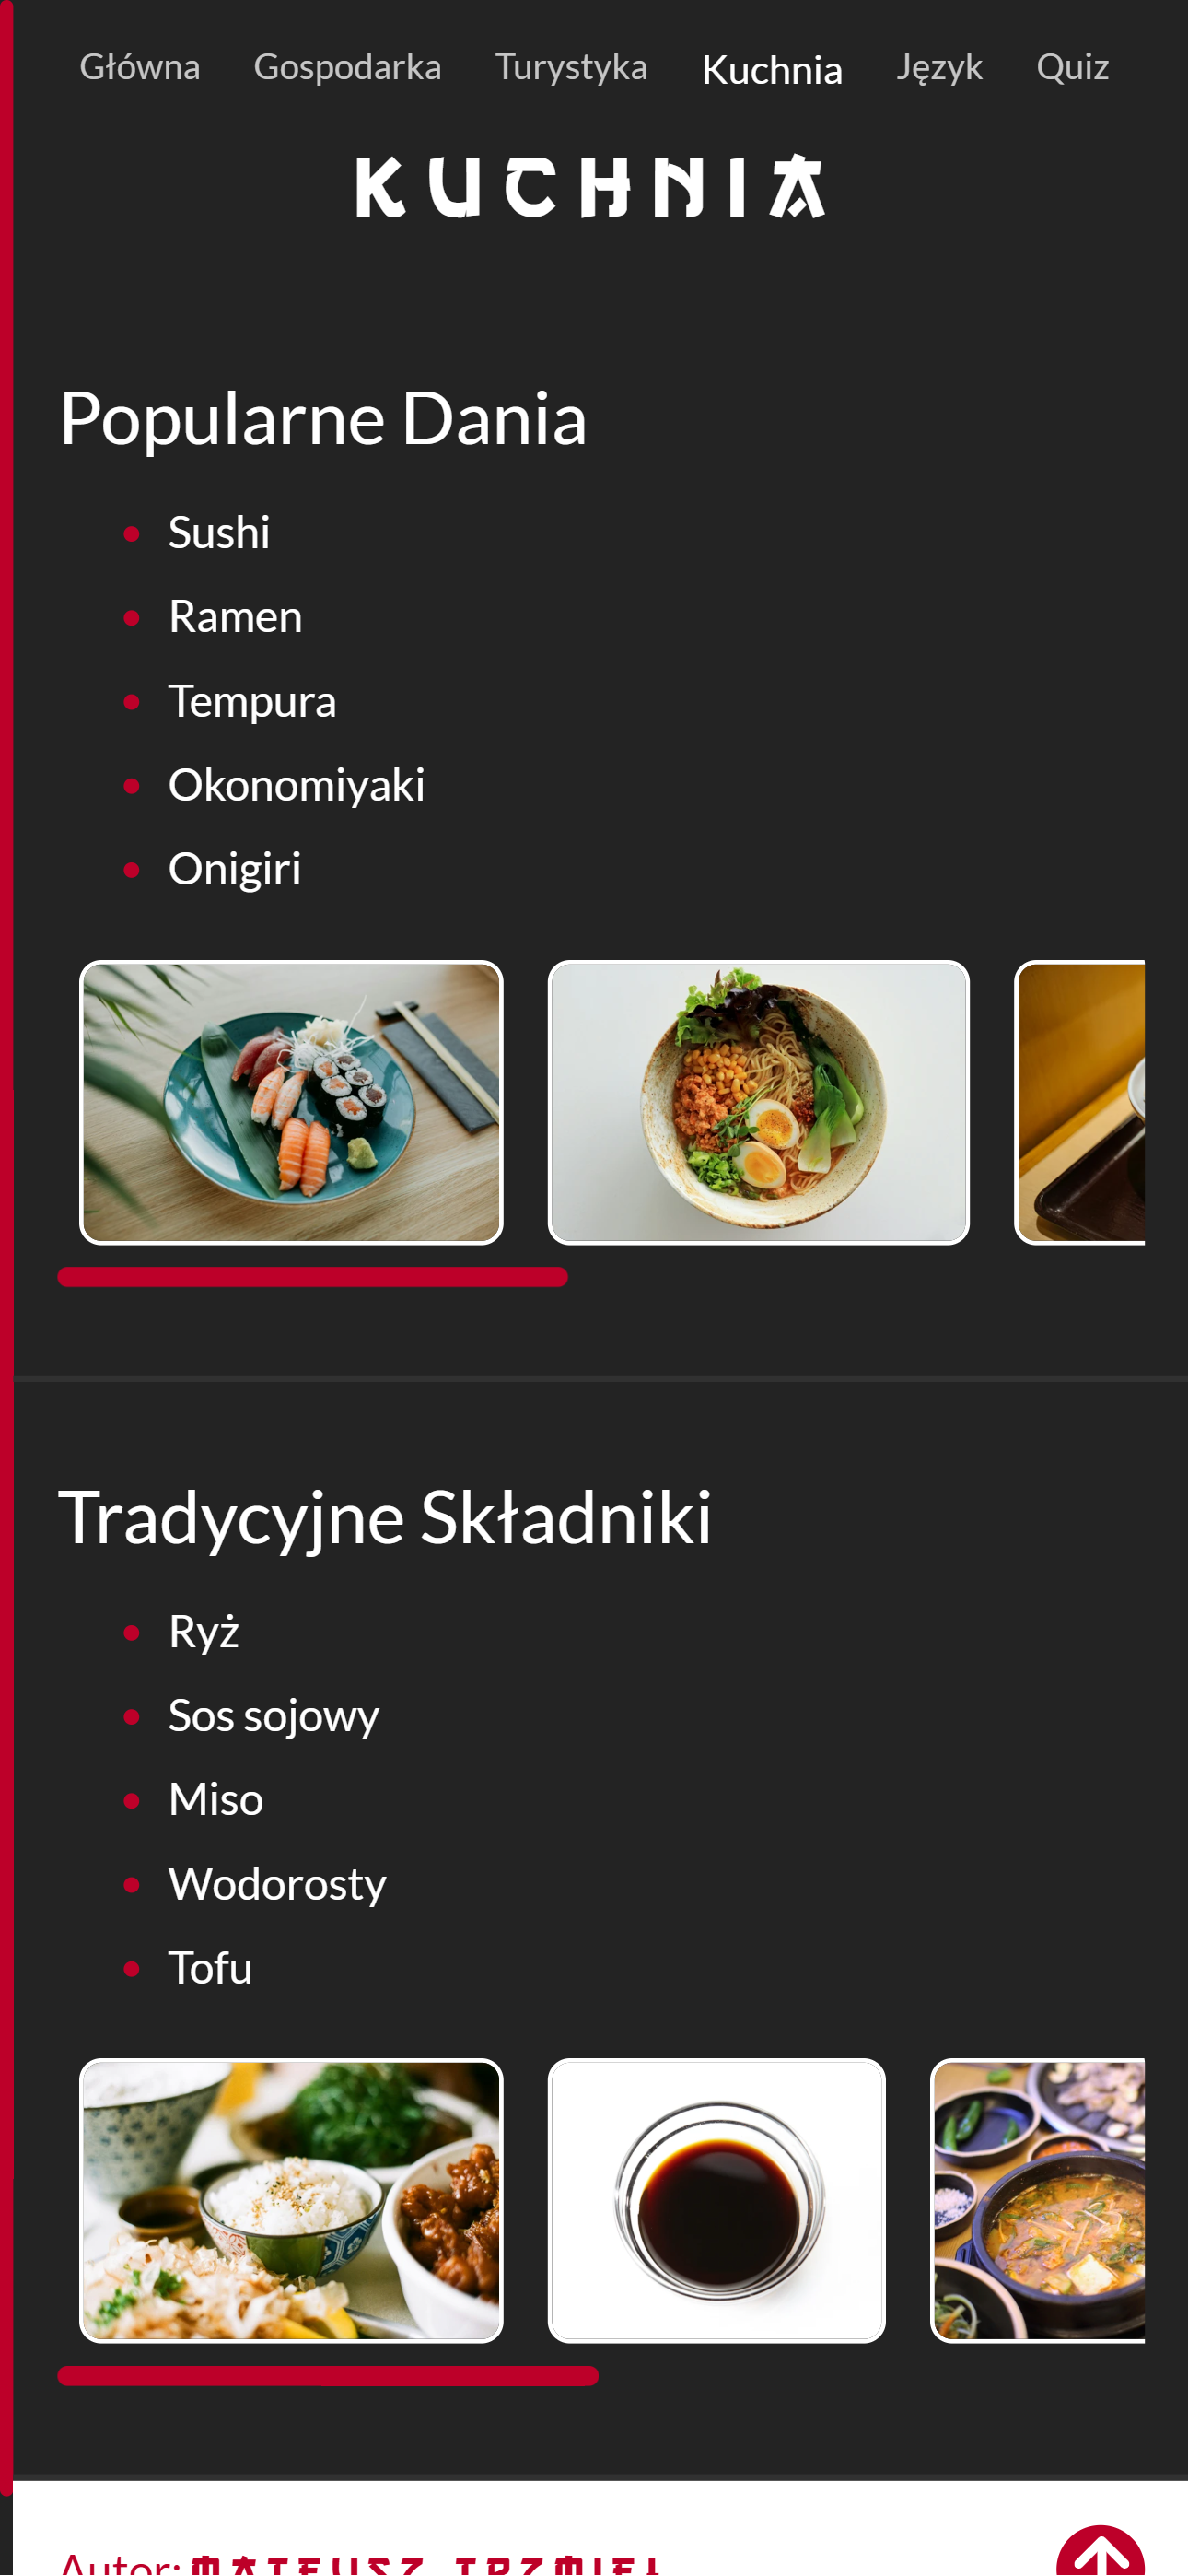 Główna Gospodarka Turystyka Kuchnia Język Quiz
KUCHNIA
Popularne Dania
Sushi
Ramen
Tempura
Okonomiyaki
Onigiri
Tradycyjne Składniki
Ryż
Sos sojowy
Miso
Wodorosty
Tofu
Autor: MATEUSZ